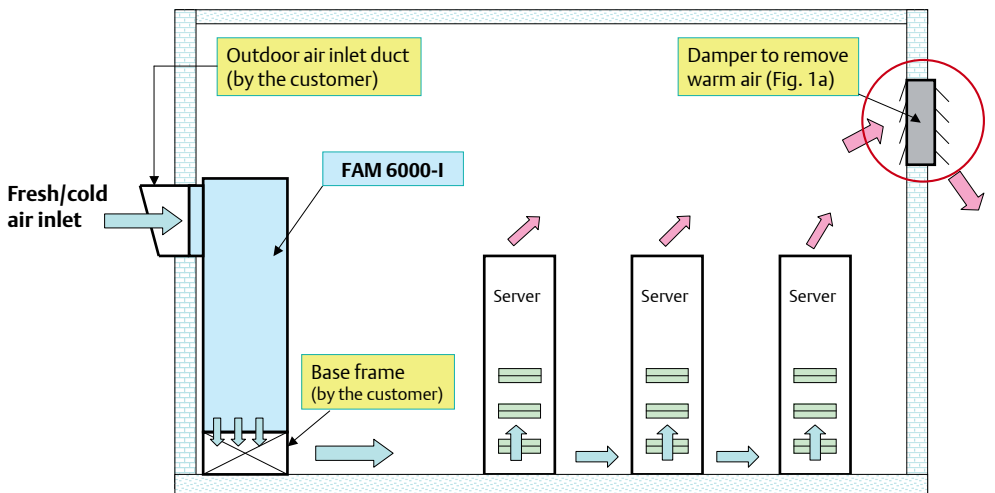 Outdoor air inlet duct
(by the customer)
Damper to remove
warm air (Fig. 1a)
FAM 6000-I
Fresh/cold
air inlet
Server
Server
Server
Base frame
(by the customer)